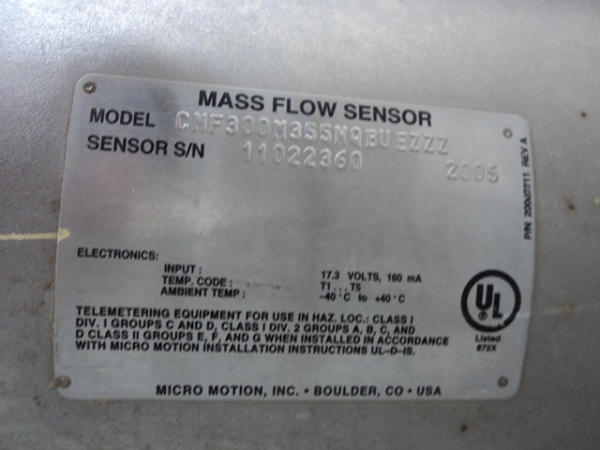 MASS FLOW SENSOR
MODEL CMF300M355NQBUEZZZ
SENSOR S/N 11022360 2005
P/N 20002211 REV A
ELECTRONICS:
INPUT : 17.3 VOLTS, 160 mA
TEMP. CODE : T1 . . . T5
AMBIENT TEMP : -40 °C to +40 °C
TELEMETERING EQUIPMENT FOR USE IN HAZ. LOC.: CLASS I
DIV. I GROUPS C AND D, CLASS I DIV. 2 GROUPS A, B, C, AND
D CLASS II GROUPS E, F, AND G WHEN INSTALLED IN ACCORDANCE
WITH MICRO MOTION INSTALLATION INSTRUCTIONS UL-D-IS.
UL
Listed
972X
MICRO MOTION, INC. • BOULDER, CO • USA